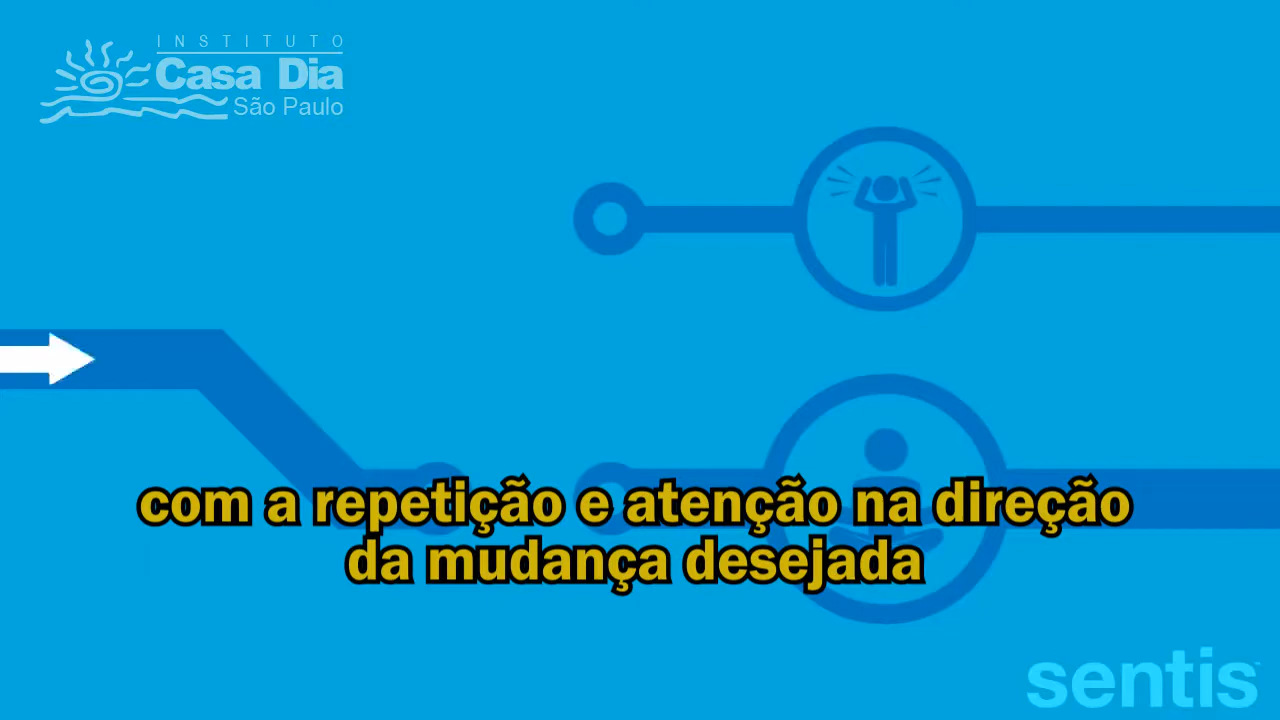 INSTITUTO
Casa Dia
São Paulo
com a repetição e atenção na direção
da mudança desejada
sentis